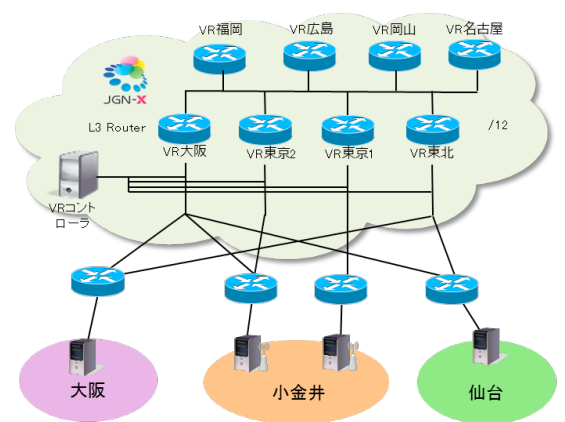 VR福岡
VR広島
VR岡山
VR名古屋
JGN-X
L3 Router
/12
VR大阪
VR東京2
VR東京1
VR東北
VRコント
ローラ
大阪
小金井
仙台